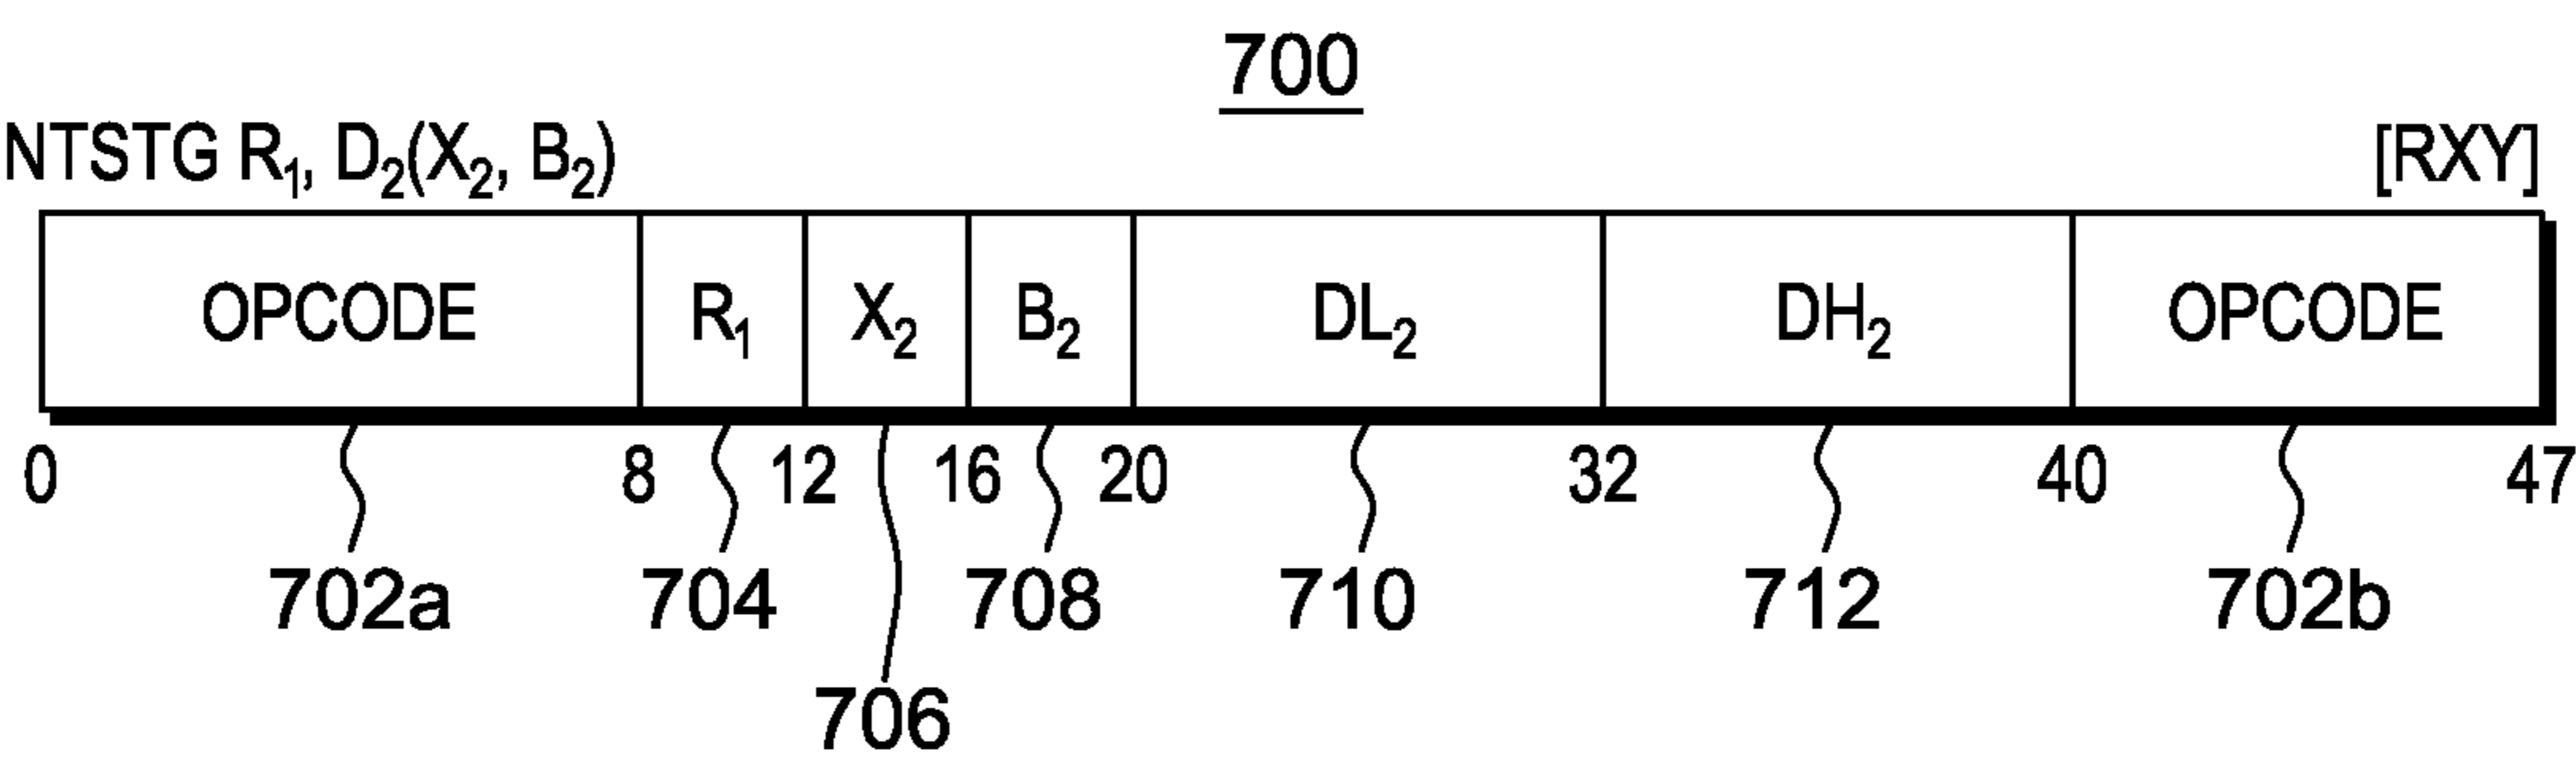 700
NTSTG R₁, D₂(X₂, B₂) [RXY]
OPCODE R₁ X₂ B₂ DL₂ DH₂ OPCODE
0 8 12 16 20 32 40 47
702a 704 708 710 712 702b
706